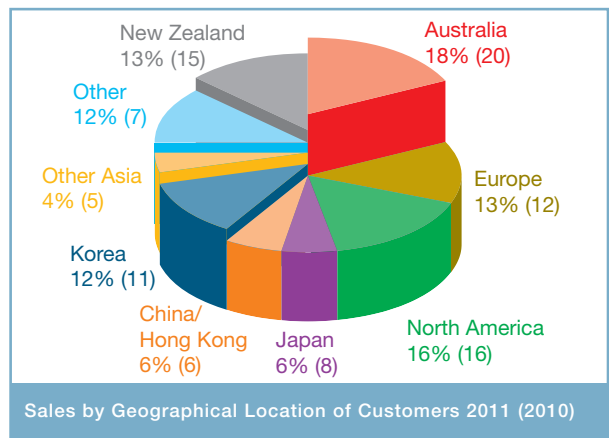 New Zealand
13% (15)
Australia
18% (20)
Other
12% (7)
Other Asia
4% (5)
Europe
13% (12)
Korea
12% (11)
China/
Hong Kong
6% (6)
Japan
6% (8)
North America
16% (16)
Sales by Geographical Location of Customers 2011 (2010)